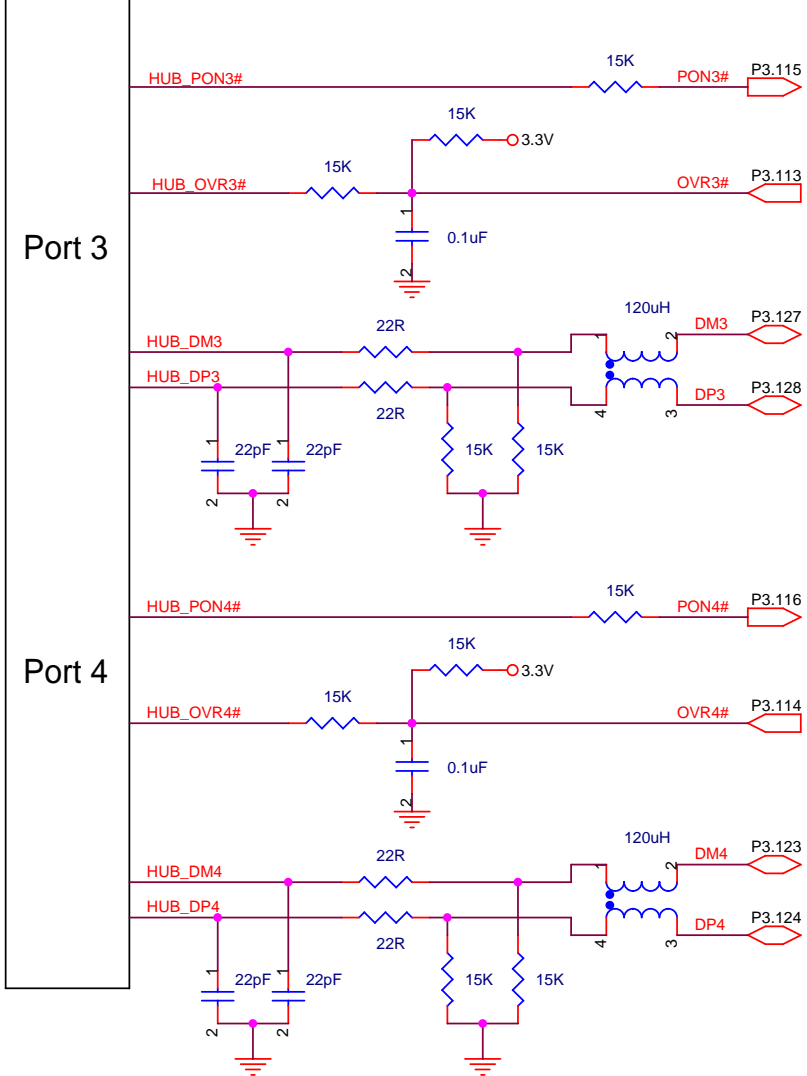 15K
P3.115
HUB_PON3#
PON3#
15K
3.3V
15K
P3.113
HUB_OVR3#
OVR3#
1
0.1uF
2
Port 3
120uH
P3.127
22R
DM3
HUB_DM3
1
2
HUB_DP3
P3.128
DP3
22R
4
3
1
1
22pF
22pF
15K
15K
2
2
15K
P3.116
HUB_PON4#
PON4#
15K
3.3V
Port 4
15K
P3.114
HUB_OVR4#
OVR4#
1
0.1uF
2
120uH
P3.123
22R
DM4
HUB_DM4
1
2
HUB_DP4
P3.124
DP4
22R
4
3
1
1
22pF
22pF
15K
15K
2
2